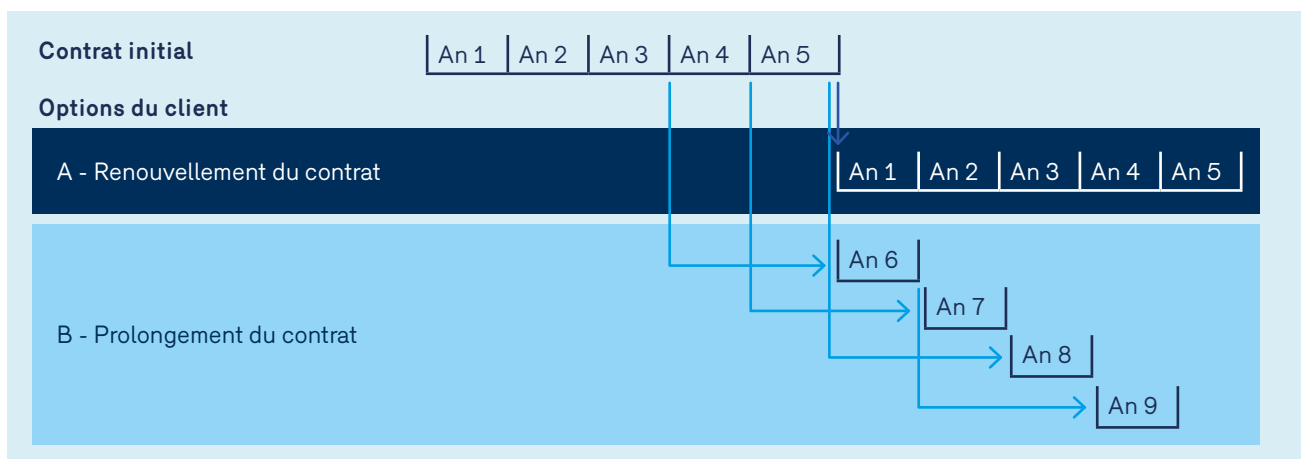 Contrat initial
An 1 An 2 An 3 An 4 An 5
Options du client
A - Renouvellement du contrat
An 1 An 2 An 3 An 4 An 5
An 6
An 7
B - Prolongement du contrat
An 8
An 9